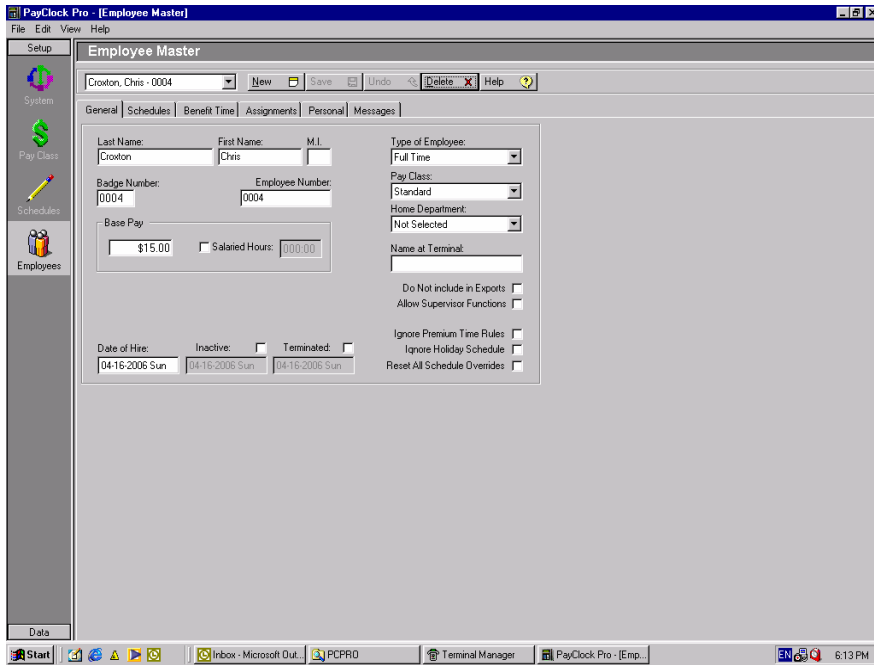 PayClock Pro - [Employee Master]
File Edit View Help
Setup
System
Pay Class
Schedules
Employees
Data
Employee Master
Croxton, Chris - 0004 New Save Undo Delete Help
General Schedules Benefit Time Assignments Personal Messages
Last Name: First Name: M.I.
Croxton Chris
Badge Number: Employee Number:
0004 0004
Base Pay
$15.00 Salaried Hours: 000:00
Date of Hire: Inactive: Terminated:
04-16-2006 Sun 04-16-2006 Sun 04-16-2006 Sun
Type of Employee:
Full Time
Pay Class:
Standard
Home Department:
Not Selected
Name at Terminal:
Do Not include in Exports
Allow Supervisor Functions
Ignore Premium Time Rules
Ignore Holiday Schedule
Reset All Schedule Overrides
Start Inbox - Microsoft Out... PCPRO Terminal Manager PayClock Pro - [Emp... EN 6:13 PM